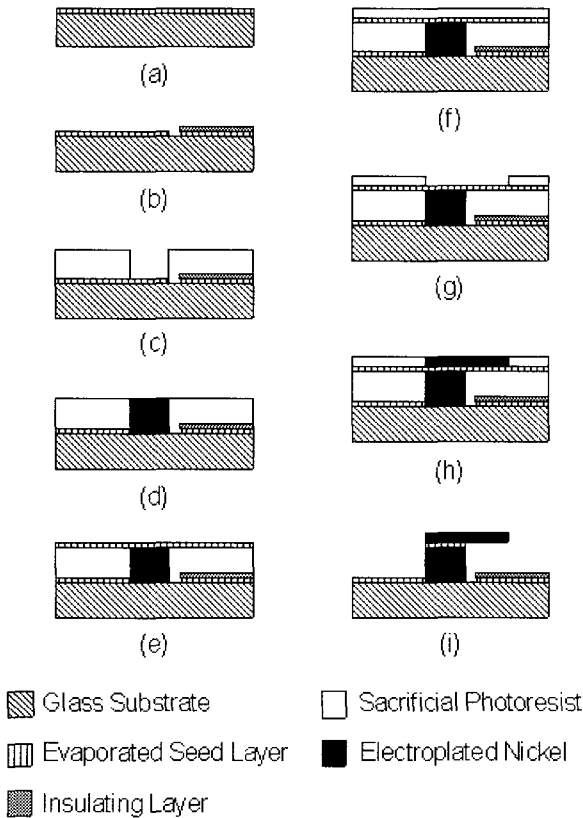 (a)
(b)
(c)
(d)
(e)
(f)
(g)
(h)
(i)
Glass Substrate
Sacrificial Photoresist
Evaporated Seed Layer
Electroplated Nickel
Insulating Layer